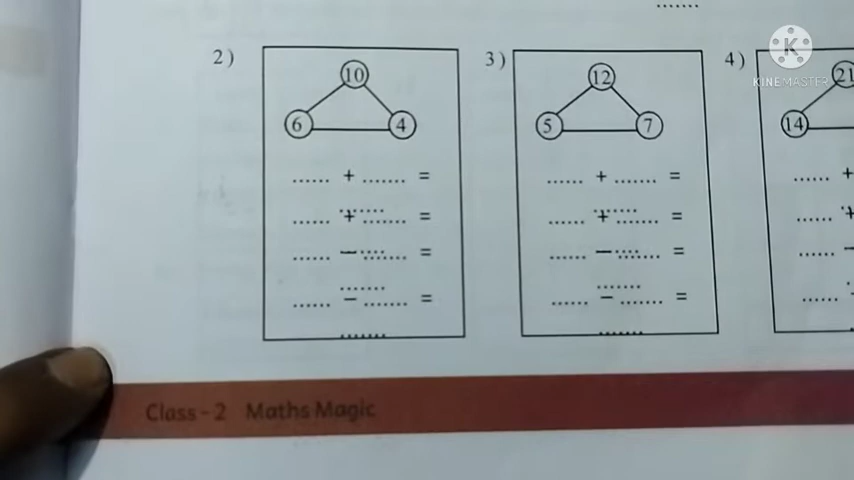 .......
K
KINEMASTER
2)
10
6 4
...... + ....... = .......
...... + ....... = .......
...... − ....... = .......
...... − ....... = .......
3)
12
5 7
...... + ....... = .......
...... + ....... = .......
...... − ....... = .......
...... − ....... = .......
4)
21
14
...... +
...... +
...... −
......
Class - 2 Maths Magic